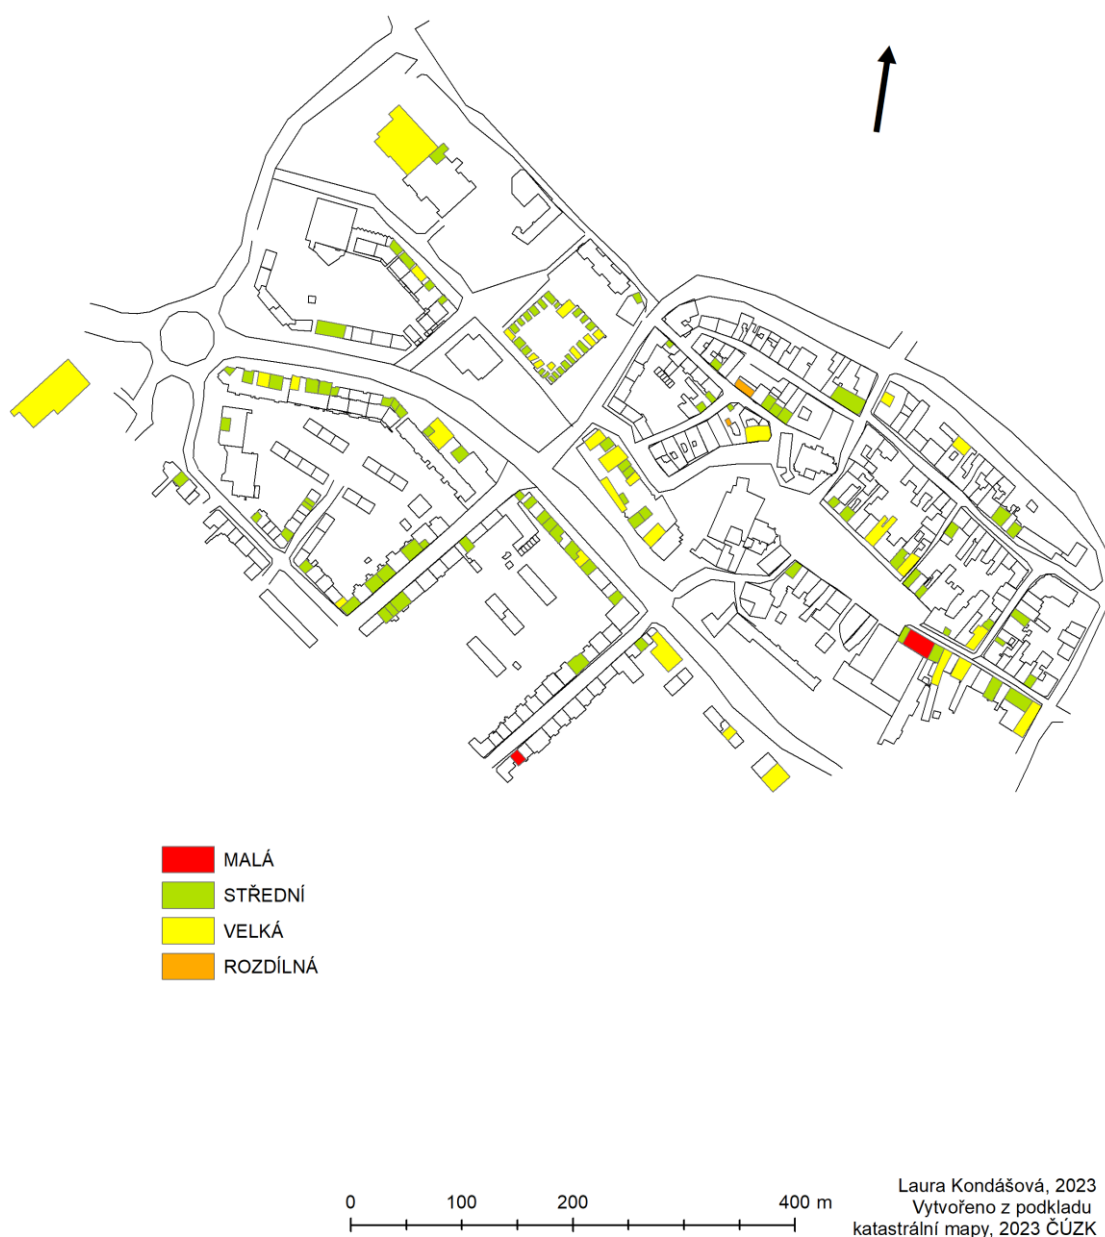 MALÁ
STŘEDNÍ
VELKÁ
ROZDÍLNÁ
0 100 200 400 m
Laura Kondášová, 2023
Vytvořeno z podkladu
katastrální mapy, 2023 ČÚZK